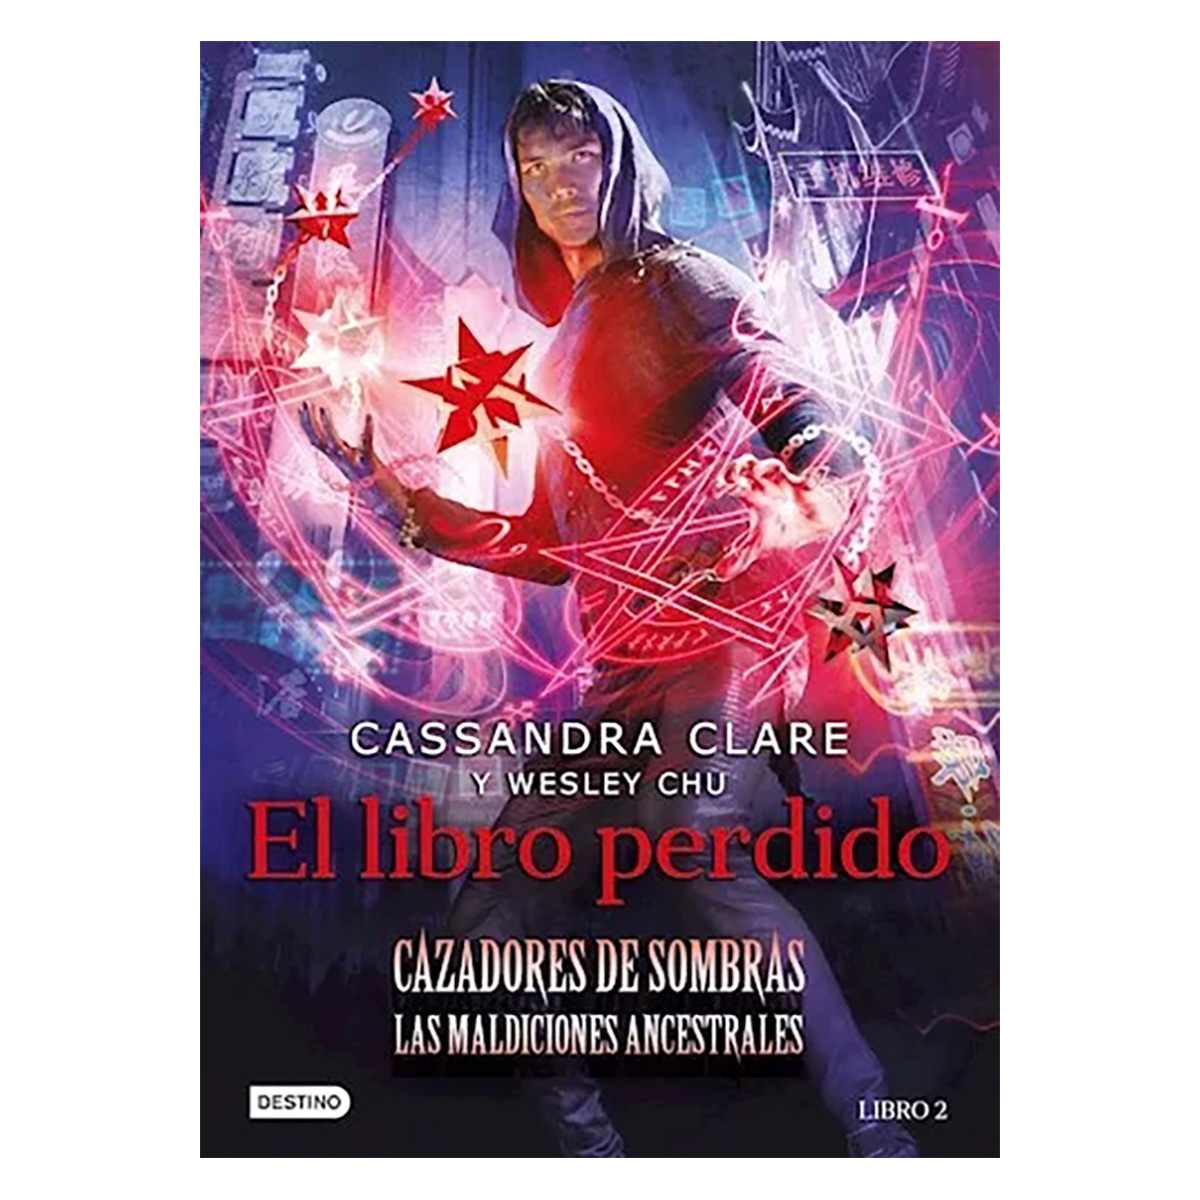 CASSANDRA CLARE
Y WESLEY CHU
El libro perdido
CAZADORES DE SOMBRAS
LAS MALDICIONES ANCESTRALES
DESTINO
LIBRO 2